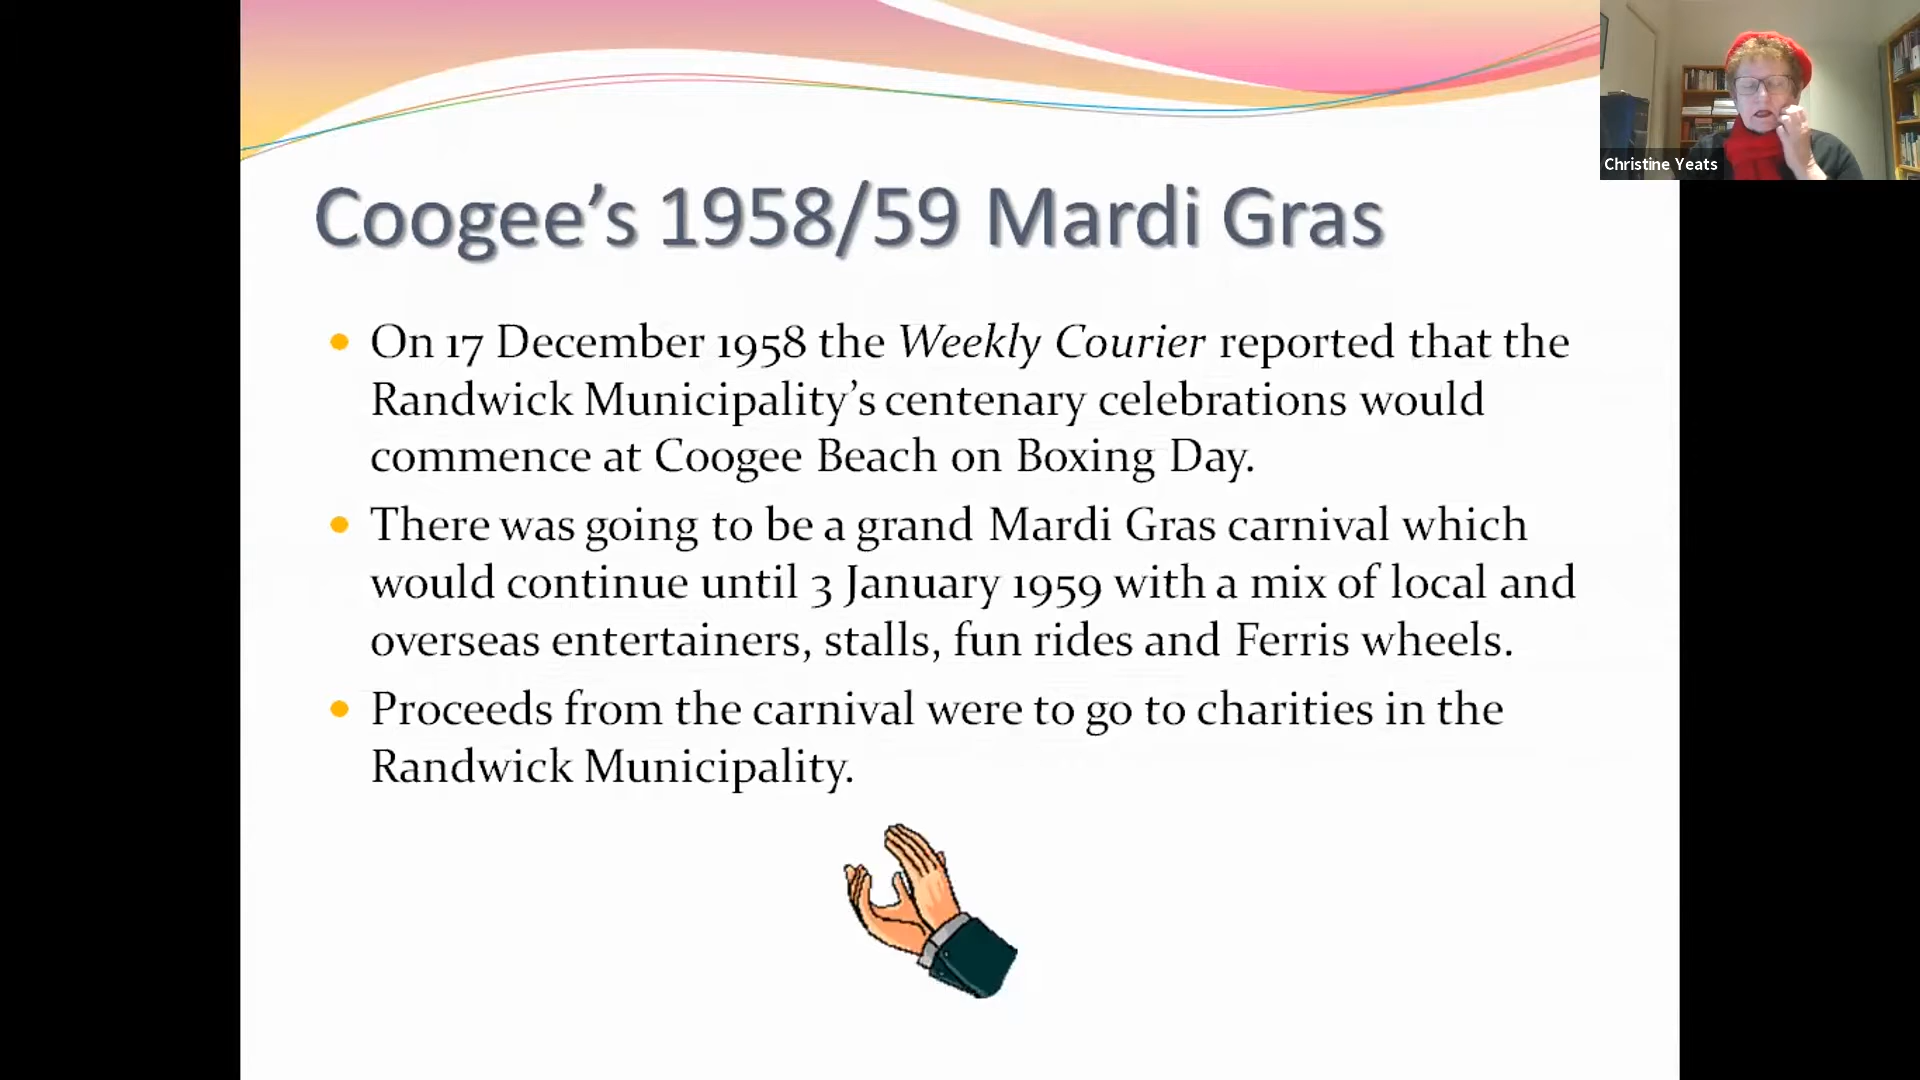 Christine Yeats
Coogee’s 1958/59 Mardi Gras
On 17 December 1958 the Weekly Courier reported that the
Randwick Municipality’s centenary celebrations would
commence at Coogee Beach on Boxing Day.
There was going to be a grand Mardi Gras carnival which
would continue until 3 January 1959 with a mix of local and
overseas entertainers, stalls, fun rides and Ferris wheels.
Proceeds from the carnival were to go to charities in the
Randwick Municipality.